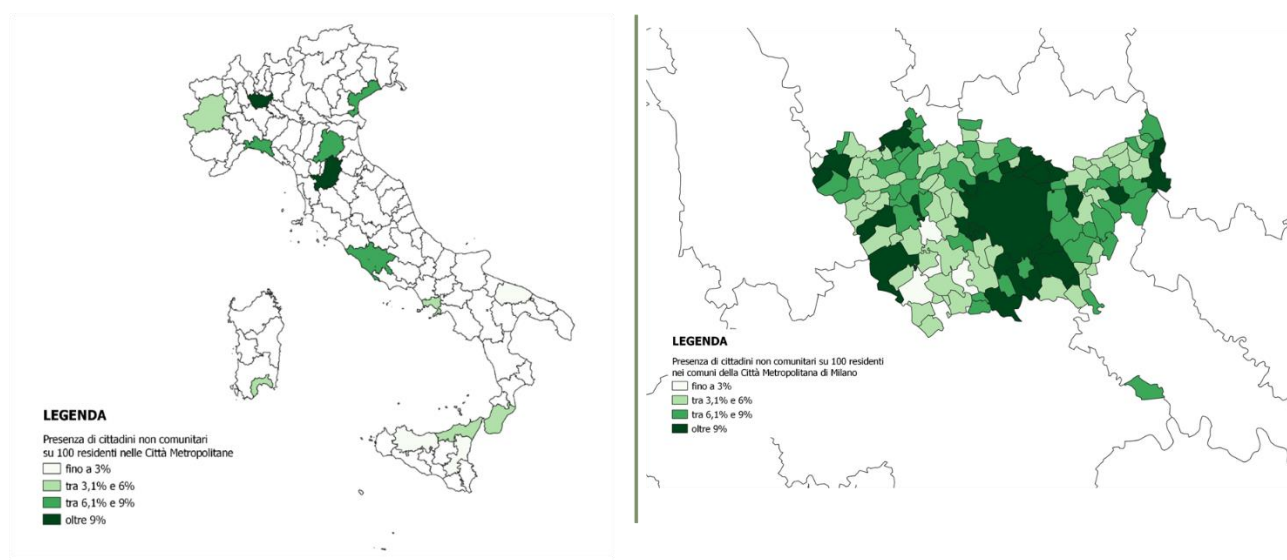 LEGENDA
Presenza di cittadini non comunitari
su 100 residenti nelle Città Metropolitane
fino a 3%
tra 3,1% e 6%
tra 6,1% e 9%
oltre 9%
LEGENDA
Presenza di cittadini non comunitari su 100 residenti
nei comuni della Città Metropolitana di Milano
fino a 3%
tra 3,1% e 6%
tra 6,1% e 9%
oltre 9%